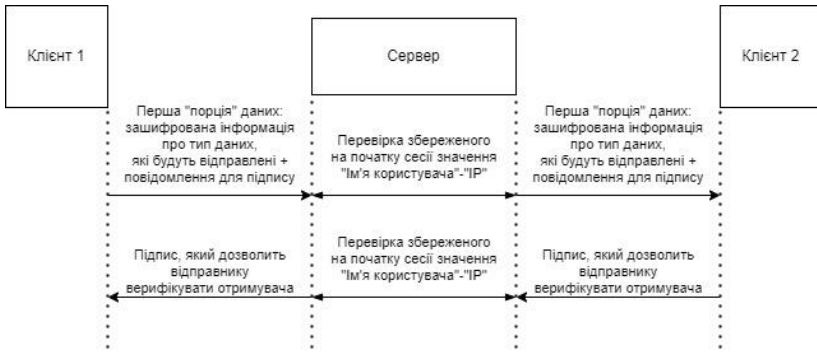 Клієнт 1
Сервер
Клієнт 2
Перша "порція" даних:
зашифрована інформація
про тип даних,
які будуть відправлені +
повідомлення для підпису
Перевірка збереженого
на початку сесії значення
"Ім'я користувача"-"IP"
Перша "порція" даних:
зашифрована інформація
про тип даних,
які будуть відправлені +
повідомлення для підпису
Підпис, який дозволить
відправнику
верифікувати отримувача
Перевірка збереженого
на початку сесії значення
"Ім'я користувача"-"IP"
Підпис, який дозволить
відправнику
верифікувати отримувача